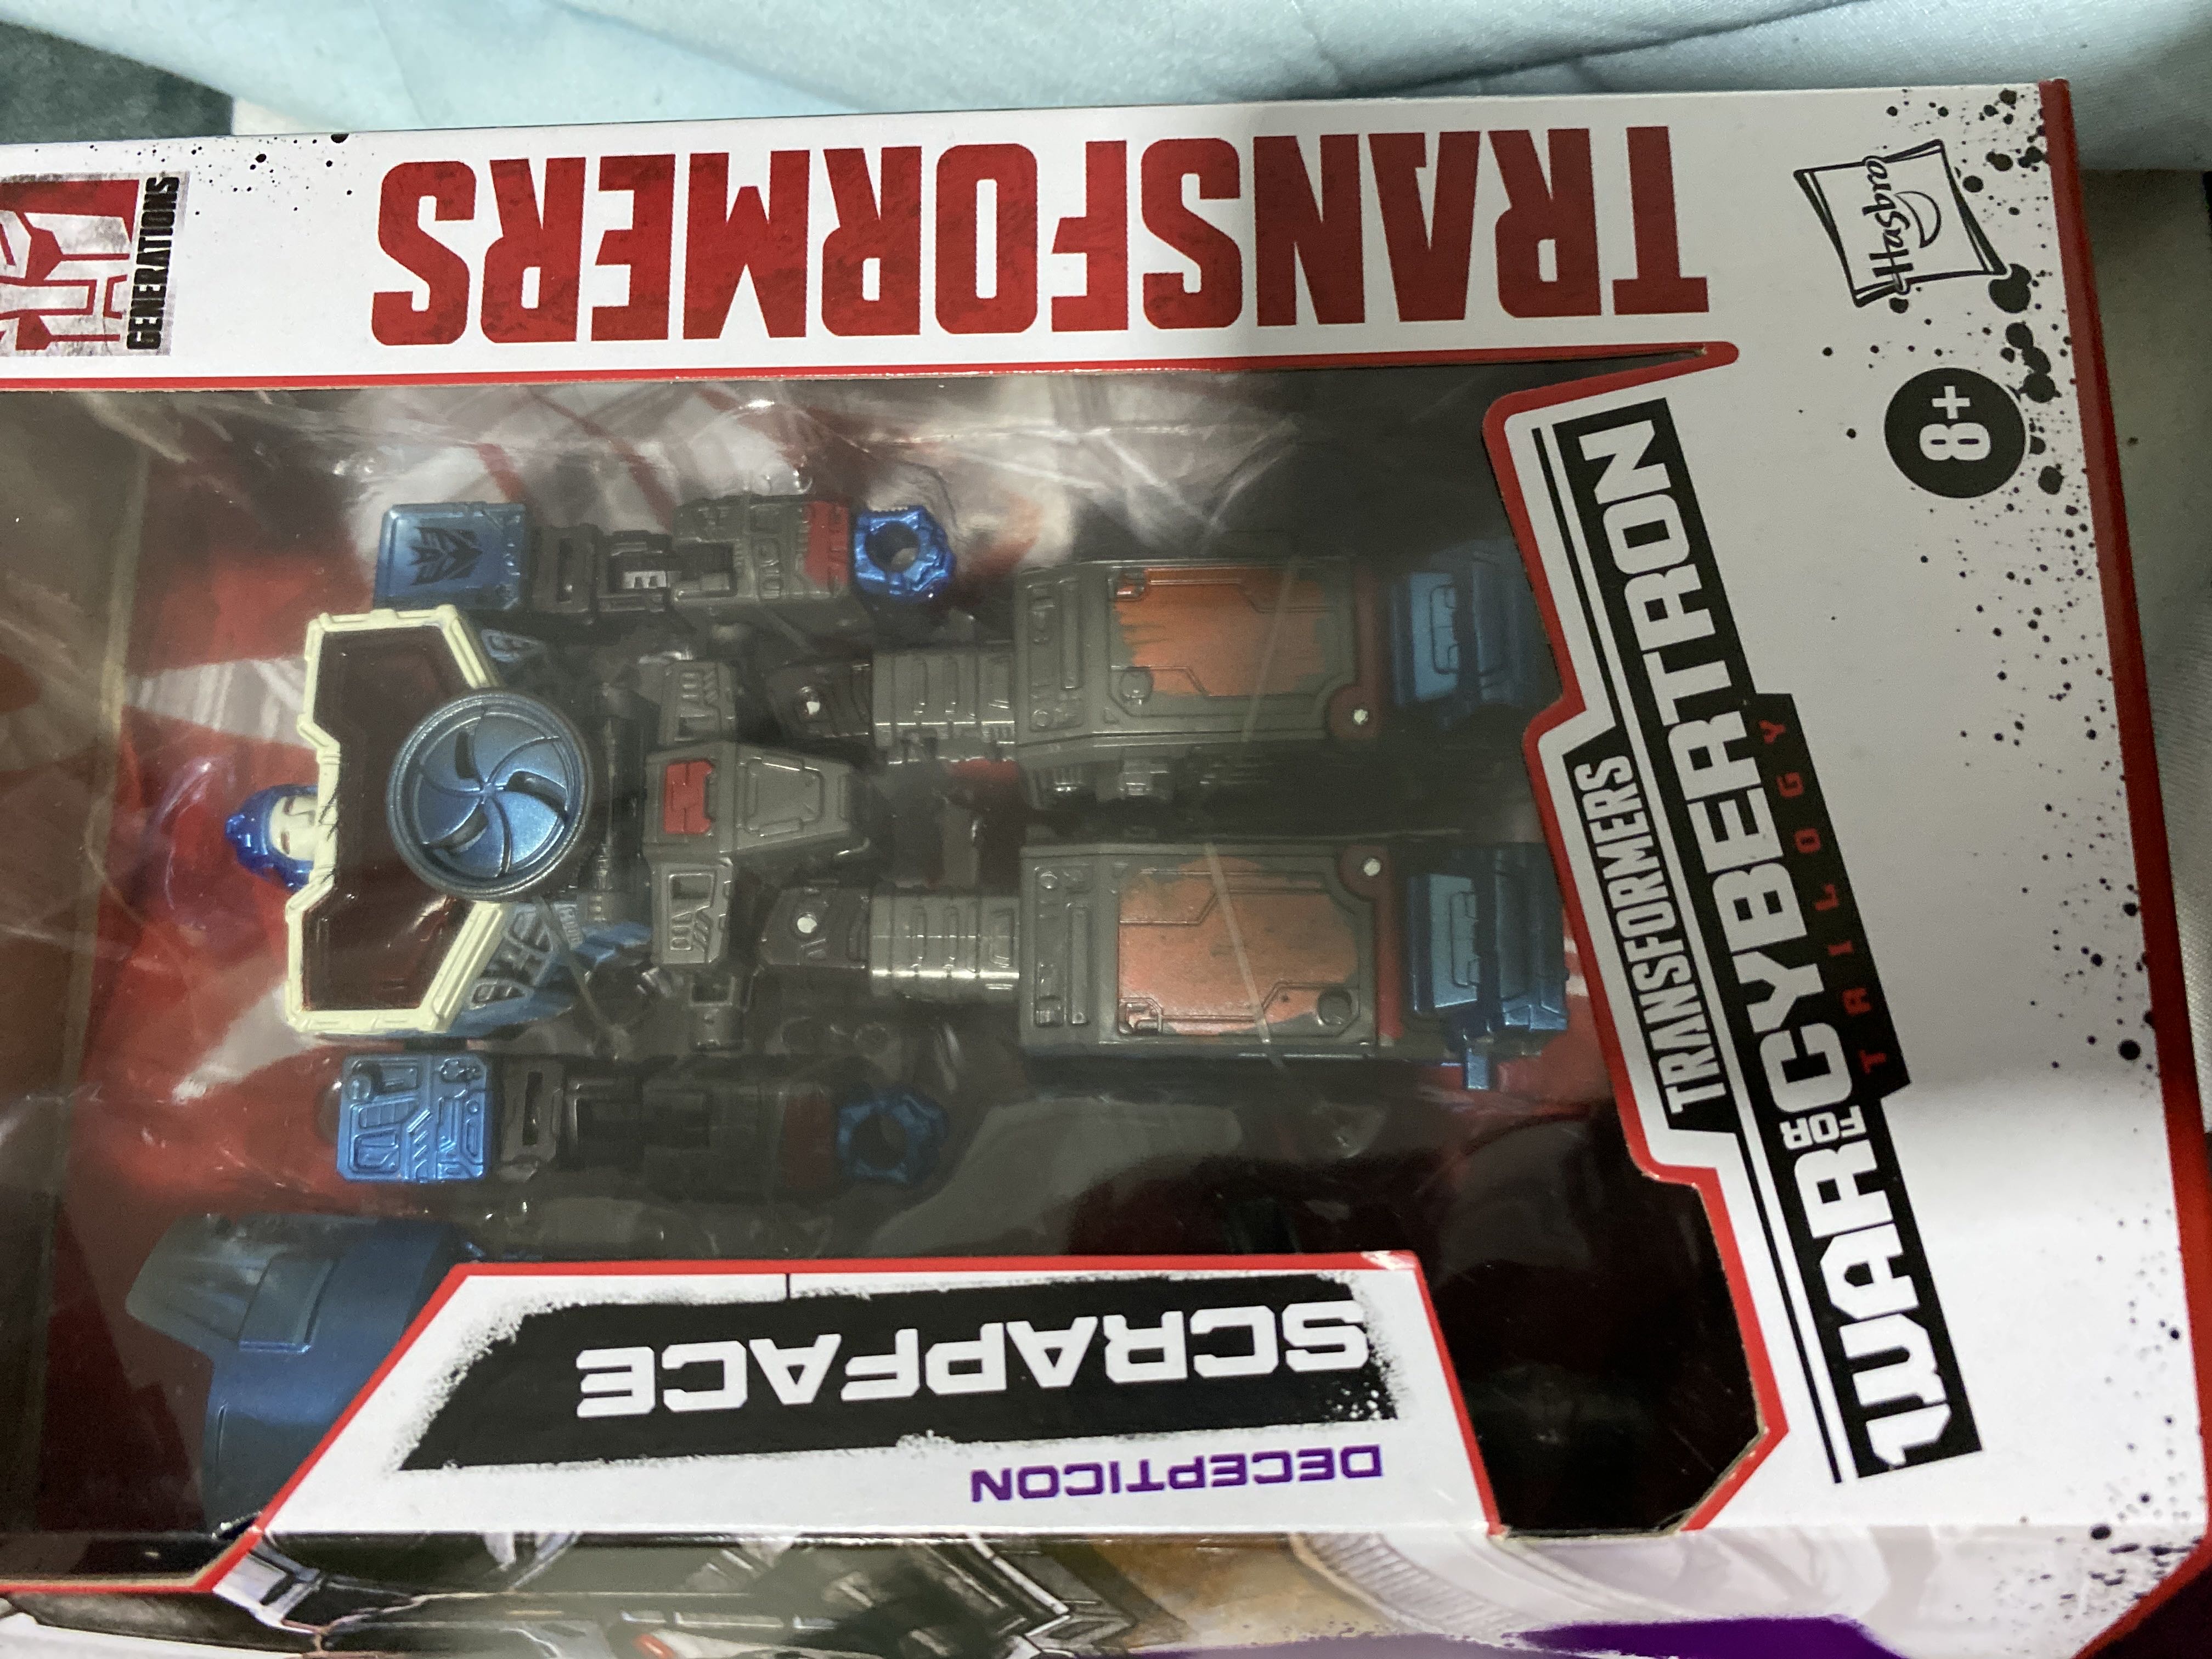 GENERATIONS
TRANSFORMERS
Hasbro
8+
TRANSFORMERS
WAR FOR CYBERTRON
TRILOGY
DECEPTICON
SCRAPFACE